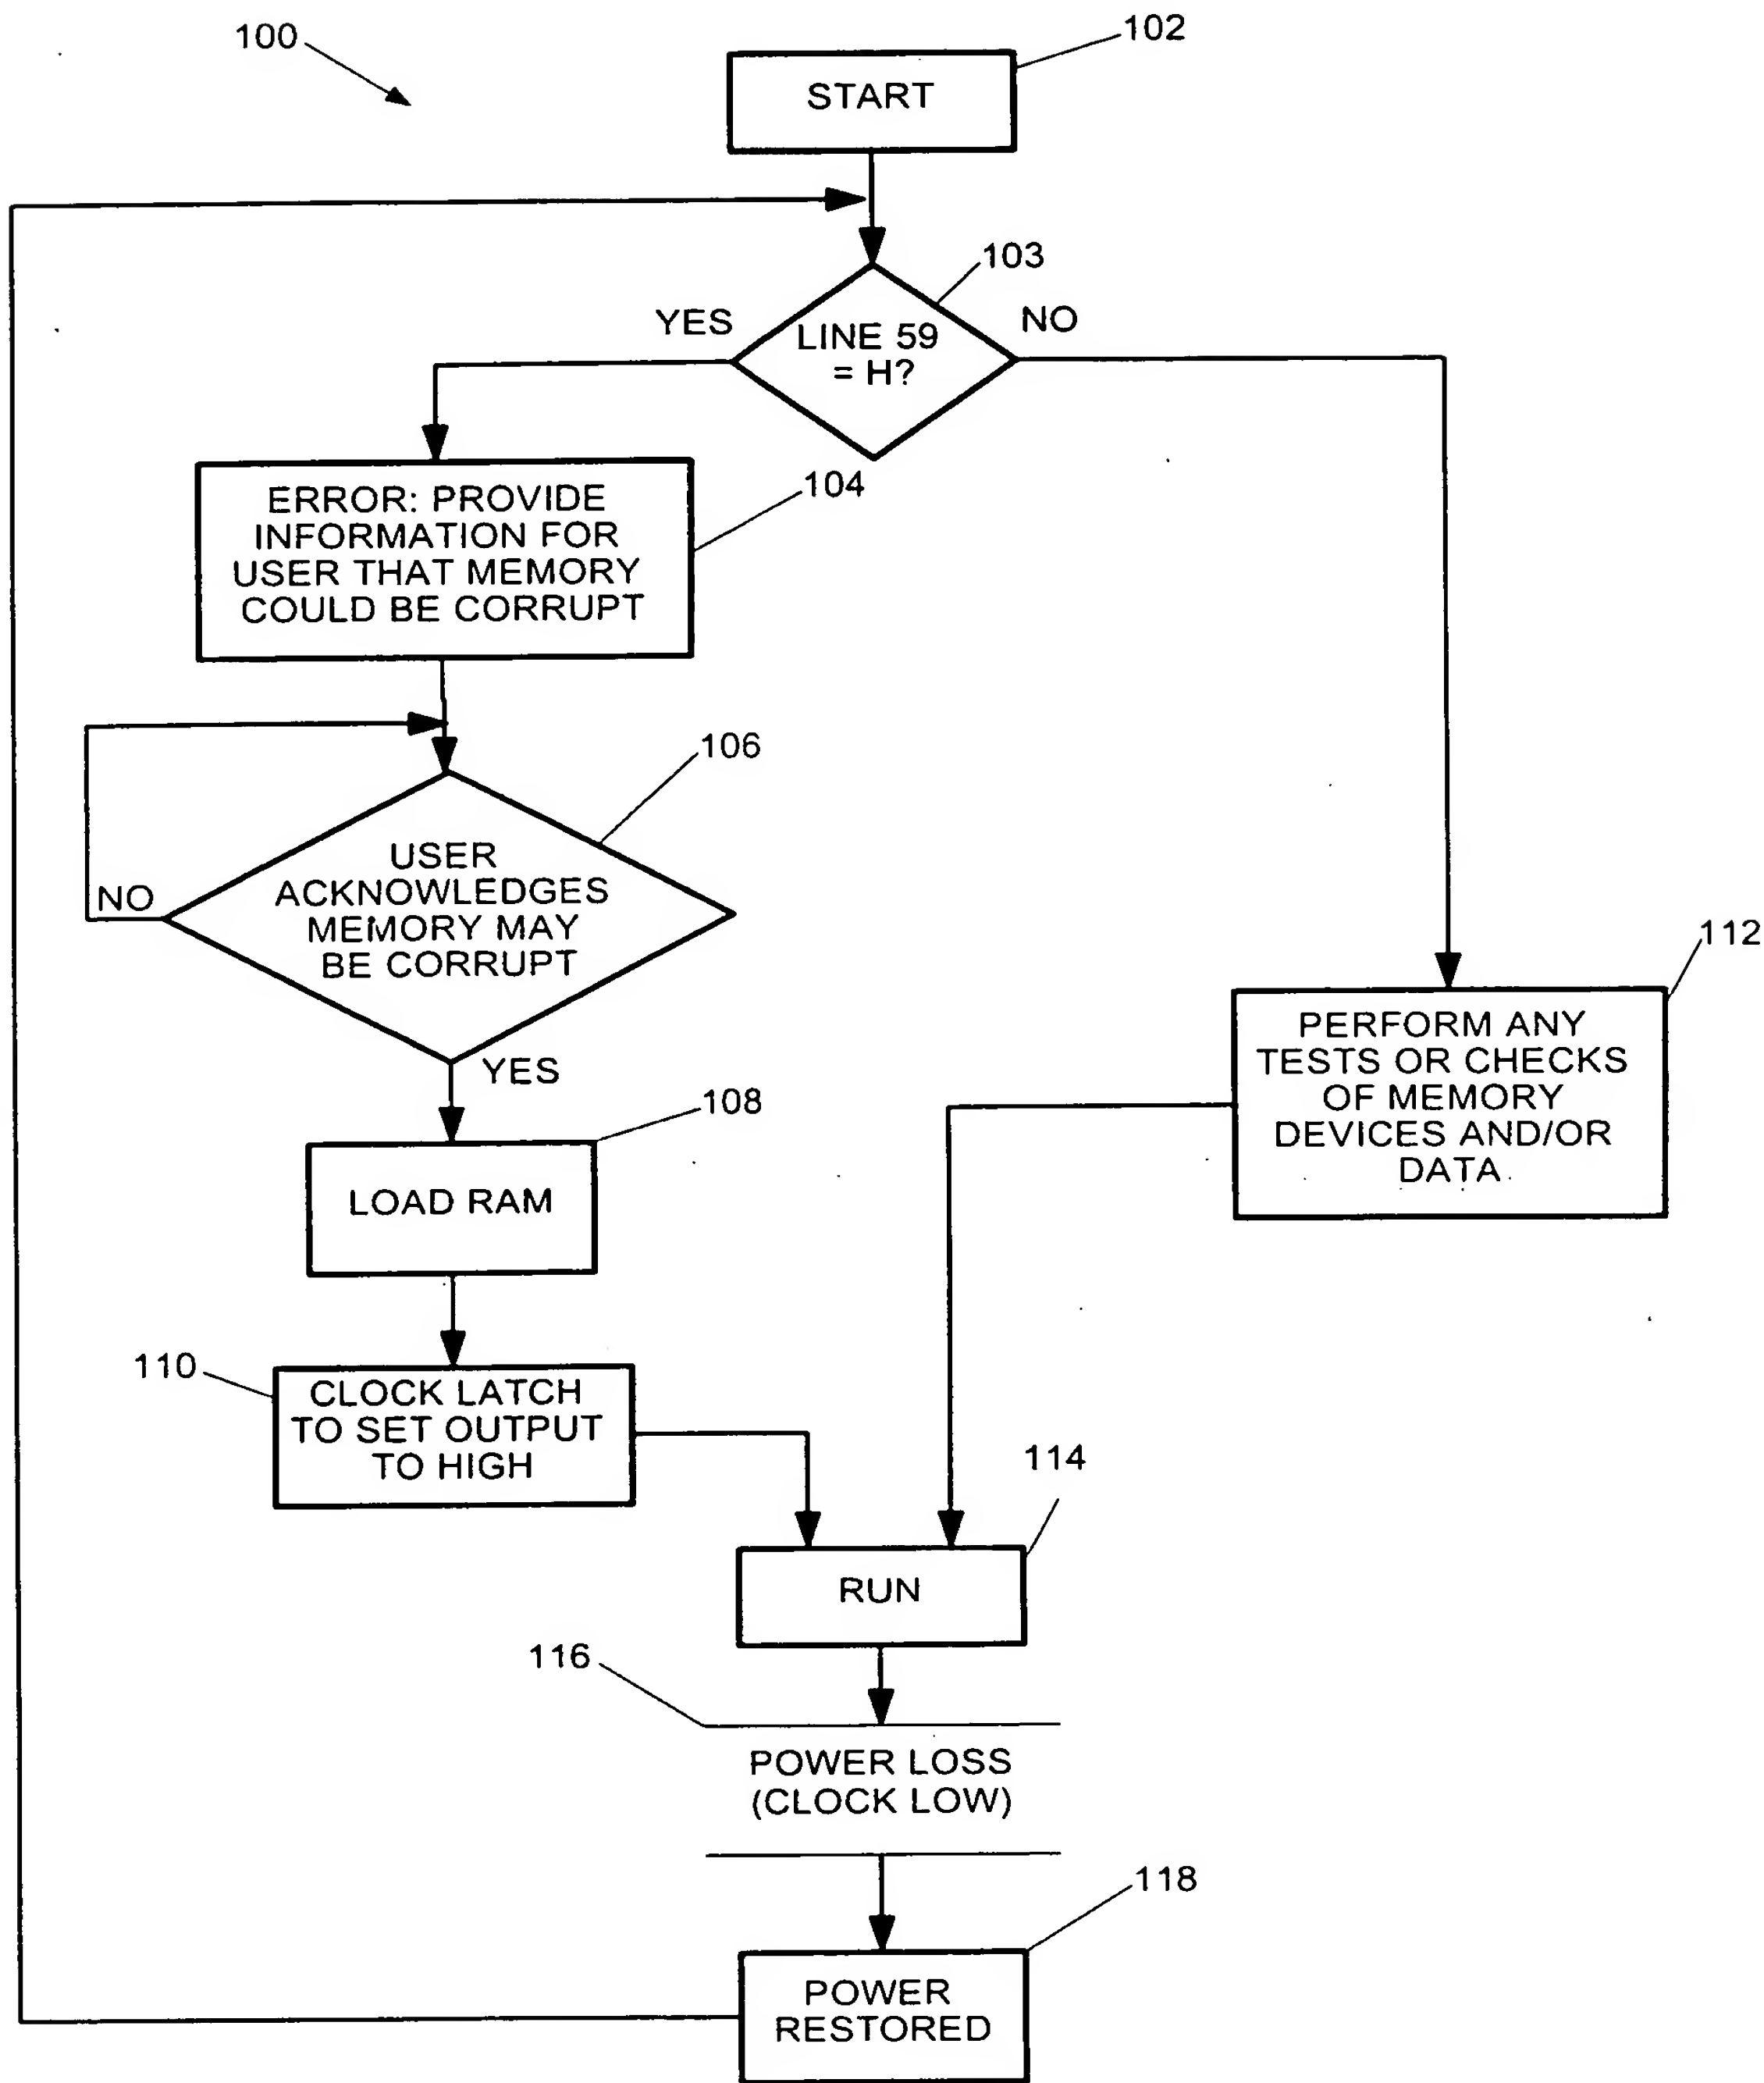 100
102
START
103
YES
NO
LINE 59
= H?
104
ERROR: PROVIDE
INFORMATION FOR
USER THAT MEMORY
COULD BE CORRUPT
106
USER
ACKNOWLEDGES
MEMORY MAY
BE CORRUPT
NO
YES
112
PERFORM ANY
TESTS OR CHECKS
OF MEMORY
DEVICES AND/OR
DATA
108
LOAD RAM
110
CLOCK LATCH
TO SET OUTPUT
TO HIGH
114
RUN
116
POWER LOSS
(CLOCK LOW)
118
POWER
RESTORED